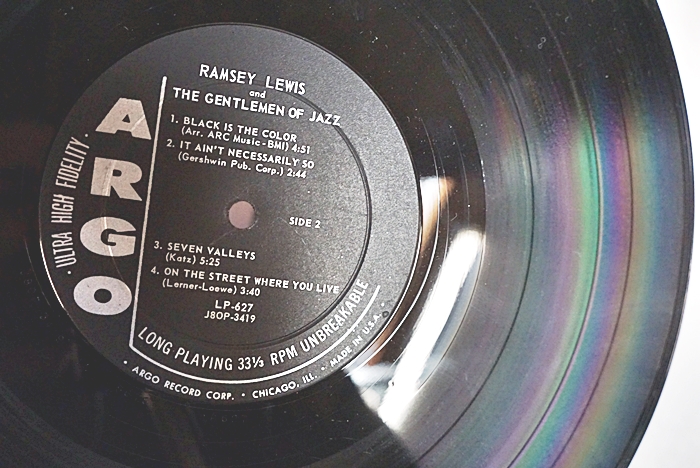 RAMSEY LEWIS
and
THE GENTLEMEN OF JAZZ
1. BLACK IS THE COLOR
(Arr. ARC Music-BMI) 4:51
2. IT AIN'T NECESSARILY SO
(Gershwin Pub. Corp.) 2:44
SIDE 2
3. SEVEN VALLEYS
(Katz) 5:25
4. ON THE STREET WHERE YOU LIVE
(Lerner-Loewe) 3:40
LP-627
J8OP-3419
ARGO
· ULTRA HIGH FIDELITY ·
LONG PLAYING 33⅓ RPM UNBREAKABLE
· ARGO RECORD CORP. · CHICAGO, ILL. · MADE IN U.S.A. ·